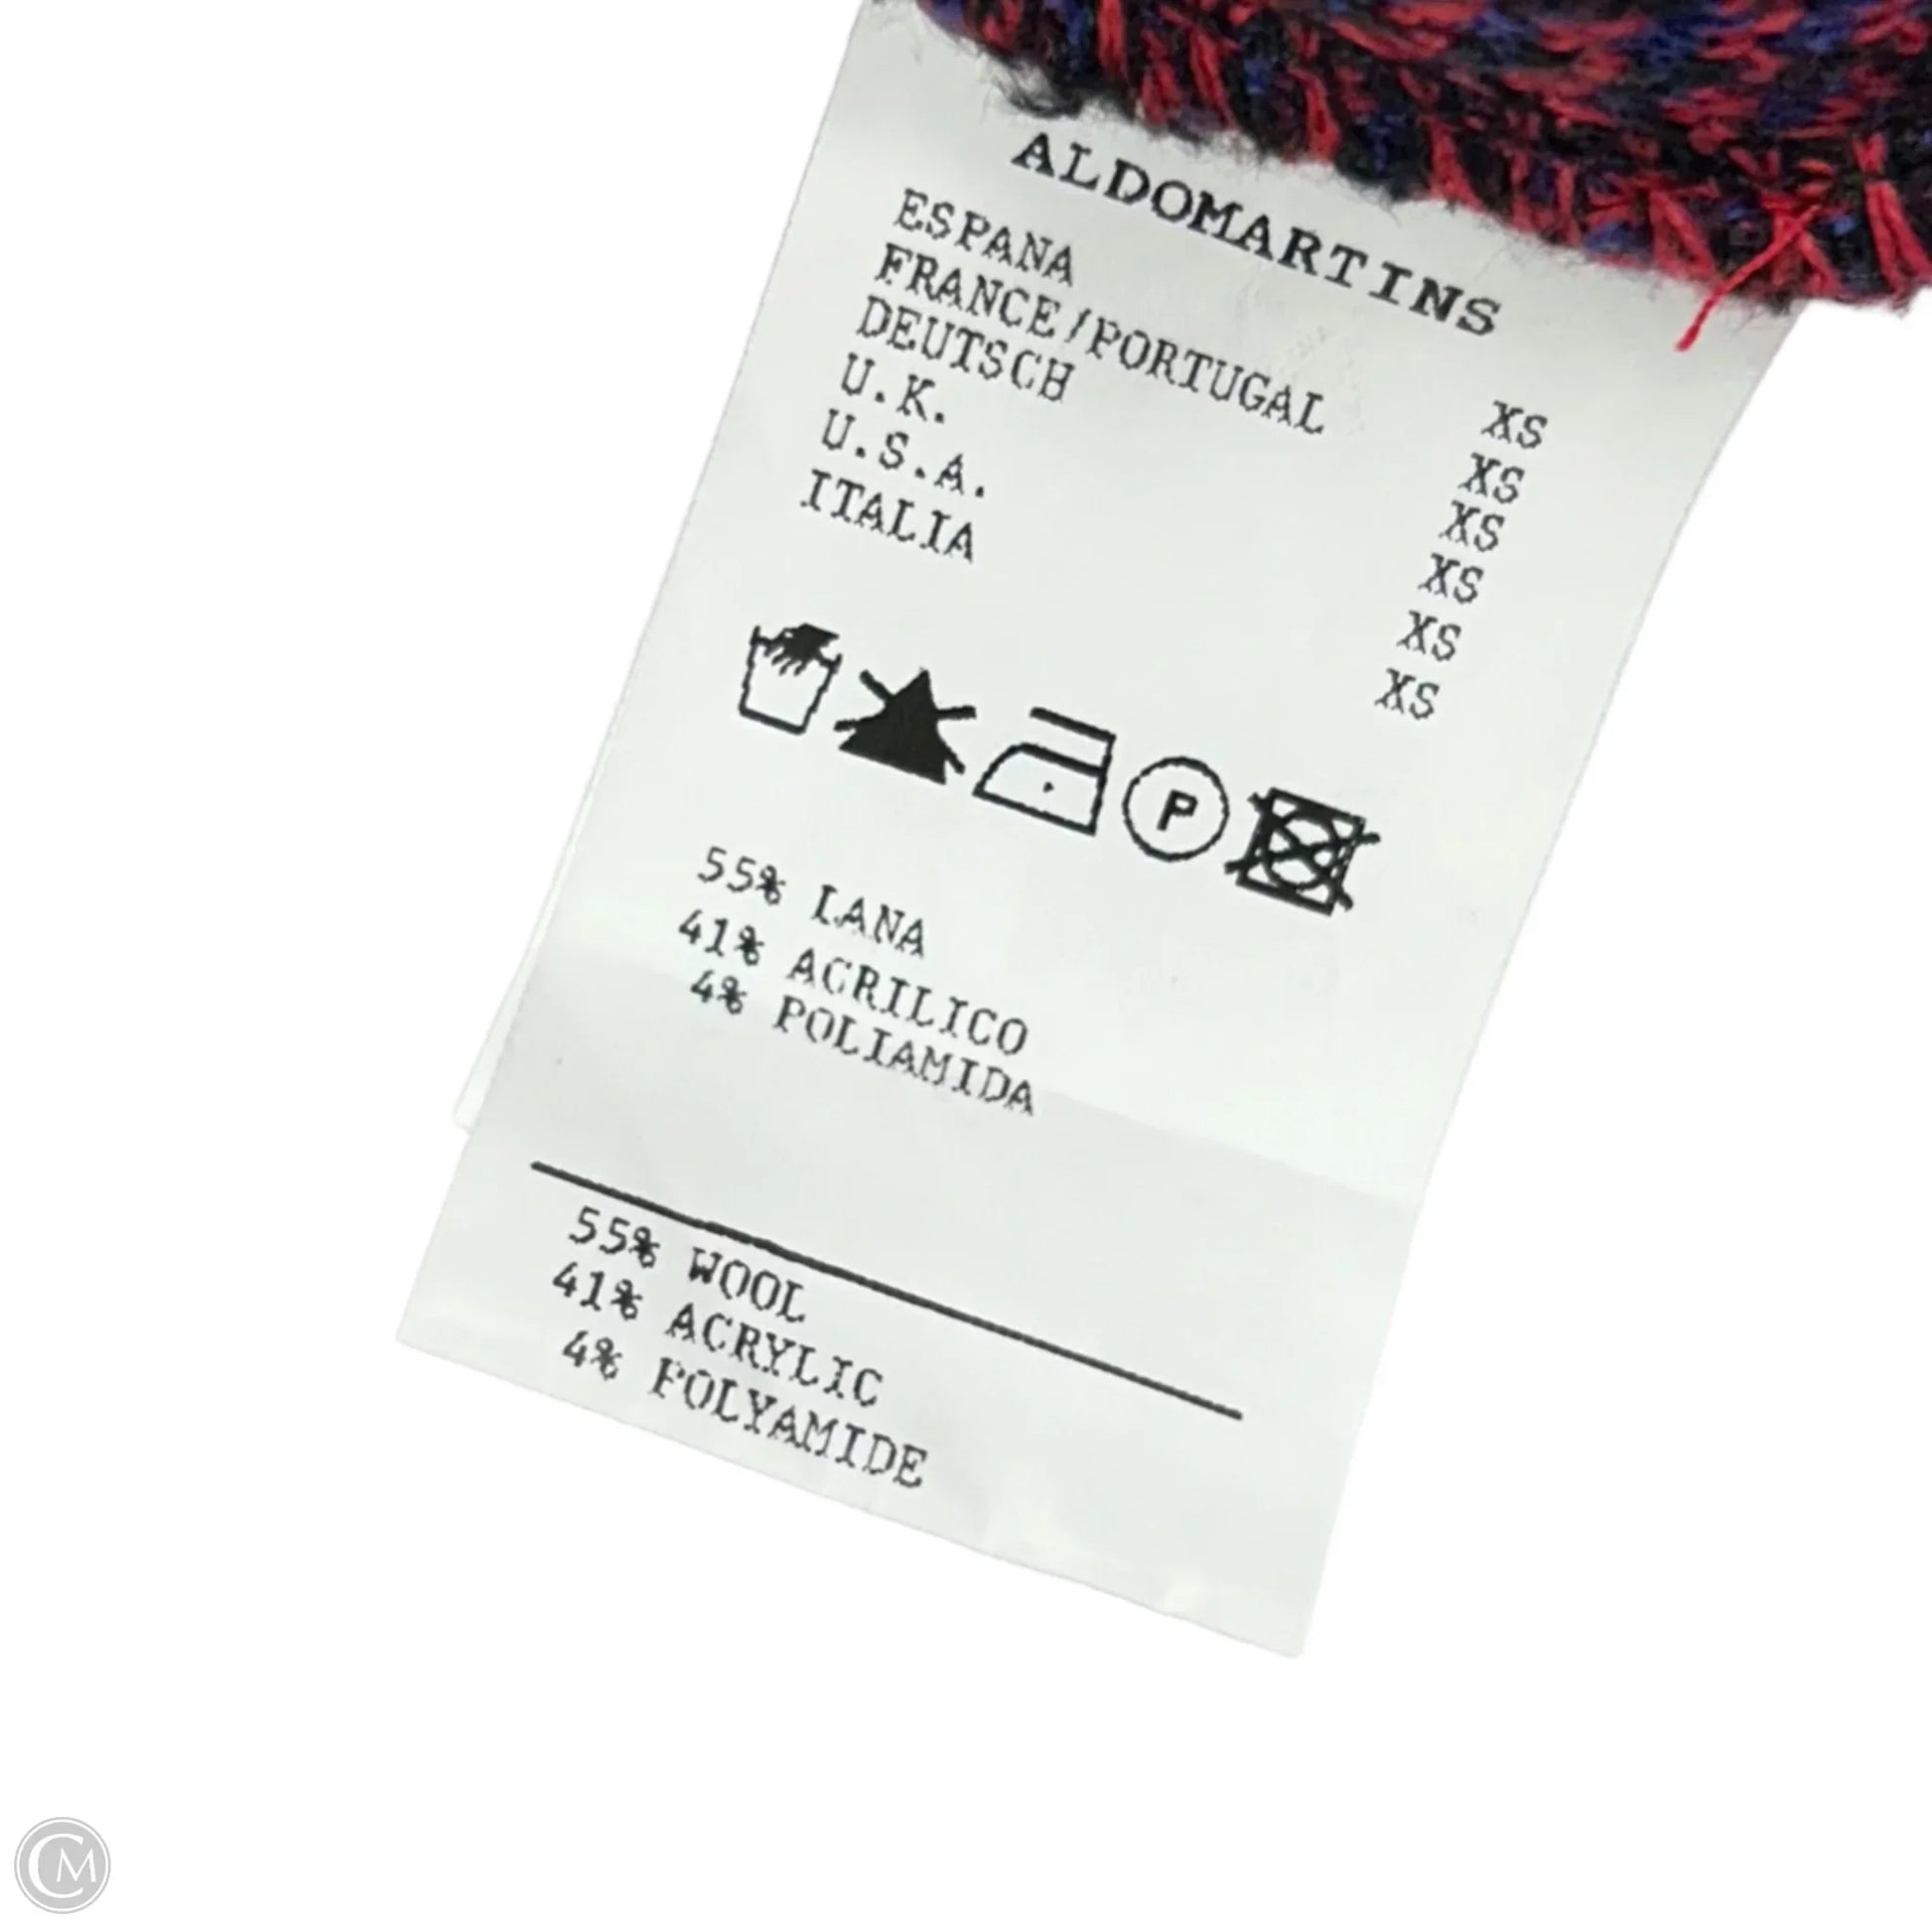 ALDOMARTINS
ESPANA XS
FRANCE/PORTUGAL XS
DEUTSCH XS
U.K. XS
U.S.A. XS
ITALIA XS
P
55% LANA
41% ACRILICO
4% POLIAMIDA
55% WOOL
41% ACRYLIC
4% POLYAMIDE
CM